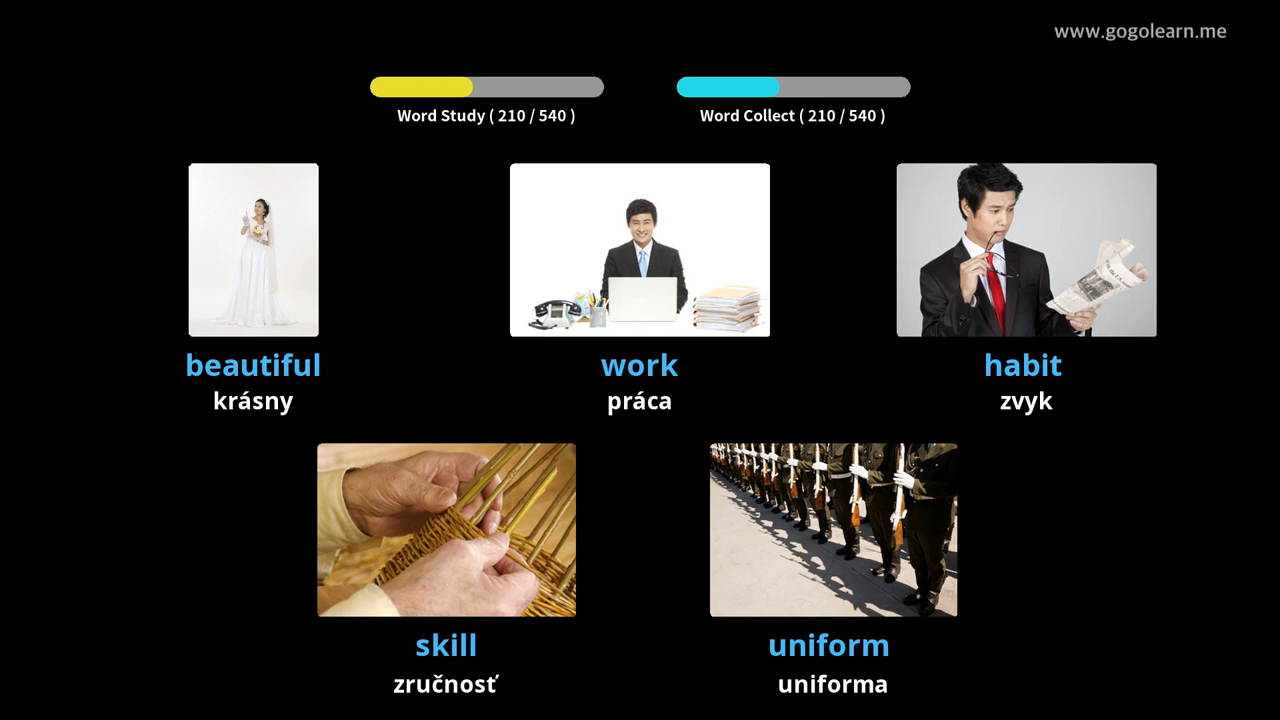 www.gogolearn.me
Word Study ( 210 / 540 )
Word Collect ( 210 / 540 )
beautiful
krásny
work
práca
habit
zvyk
skill
zručnosť
uniform
uniforma